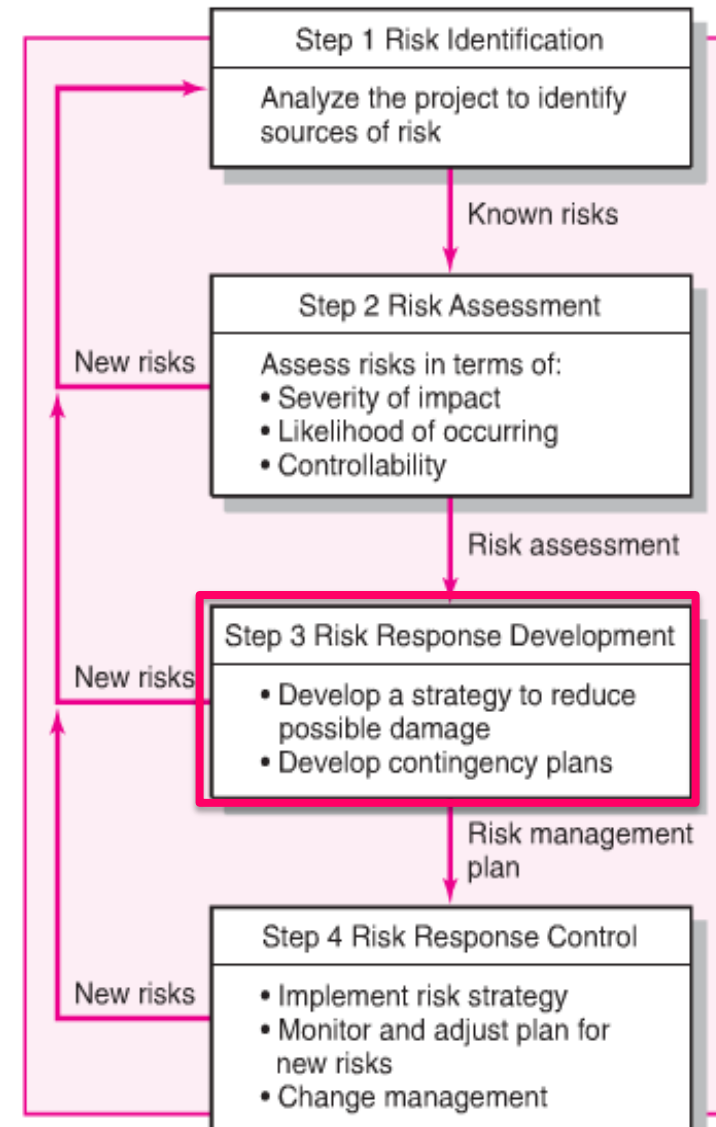 Step 1 Risk Identification
Analyze the project to identify
sources of risk
Known risks
Step 2 Risk Assessment
New risks
Assess risks in terms of:
• Severity of impact
• Likelihood of occurring
• Controllability
Risk assessment
Step 3 Risk Response Development
New risks
• Develop a strategy to reduce
possible damage
• Develop contingency plans
Risk management
plan
Step 4 Risk Response Control
New risks
• Implement risk strategy
• Monitor and adjust plan for
new risks
• Change management